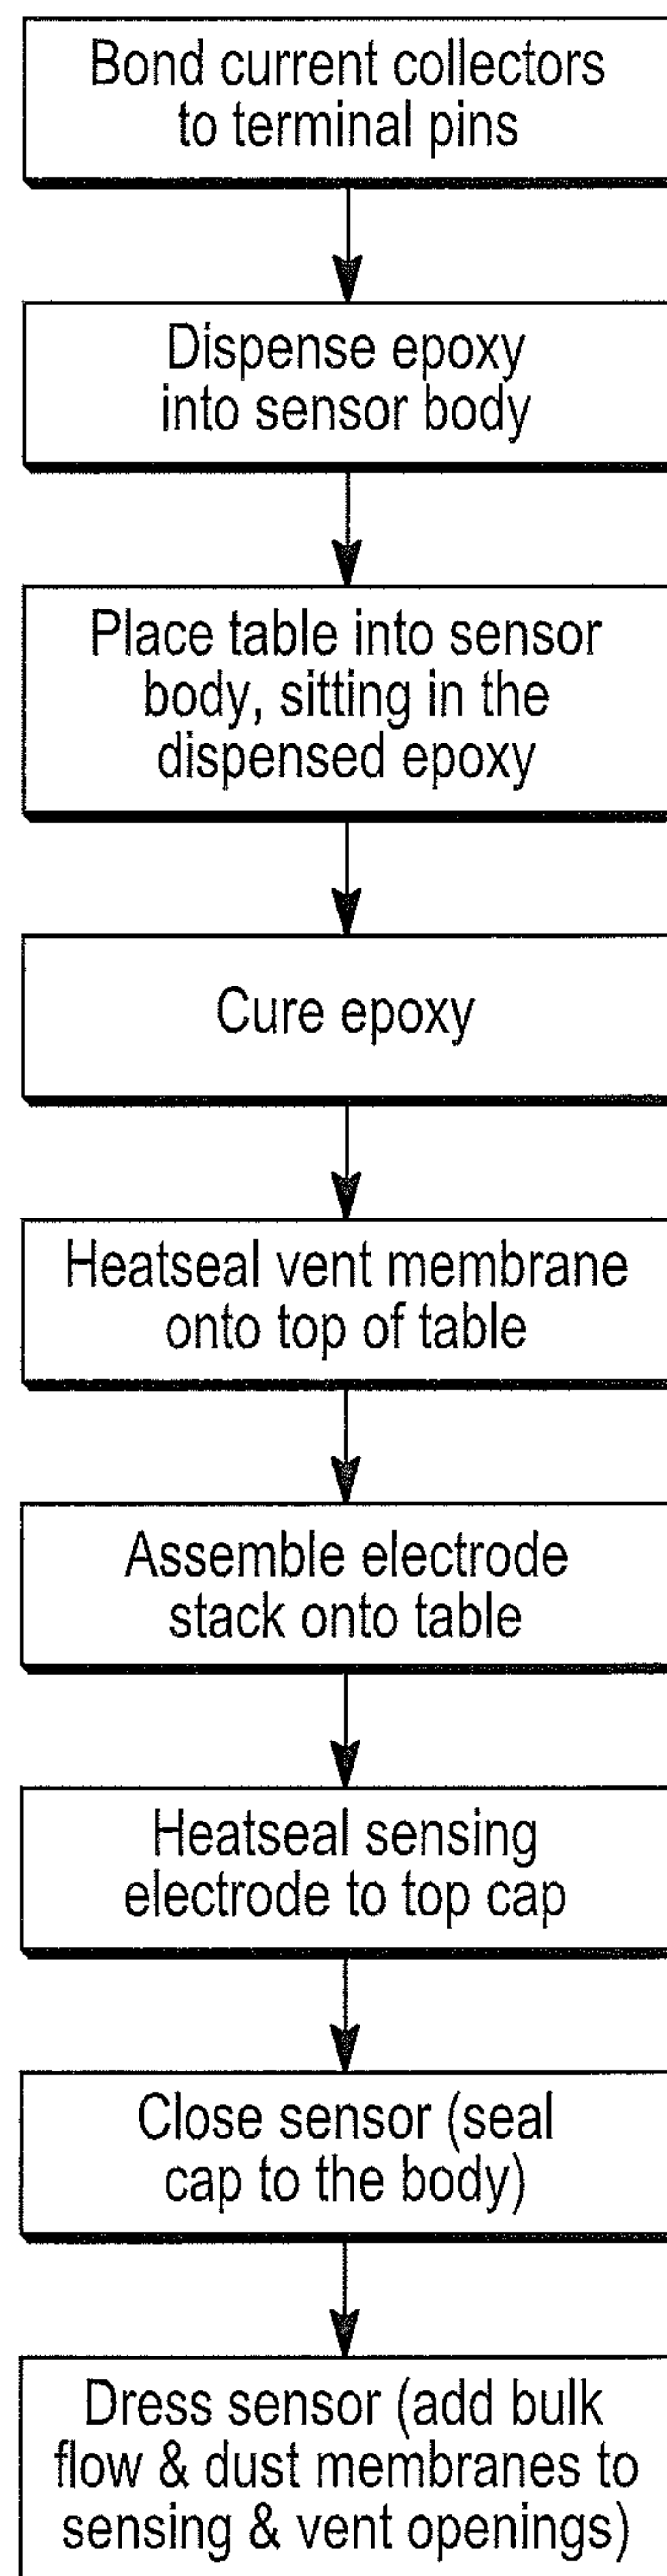 Bond current collectors
to terminal pins
Dispense epoxy
into sensor body
Place table into sensor
body, sitting in the
dispensed epoxy
Cure epoxy
Heatseal vent membrane
onto top of table
Assemble electrode
stack onto table
Heatseal sensing
electrode to top cap
Close sensor (seal
cap to the body)
Dress sensor (add bulk
flow & dust membranes to
sensing & vent openings)